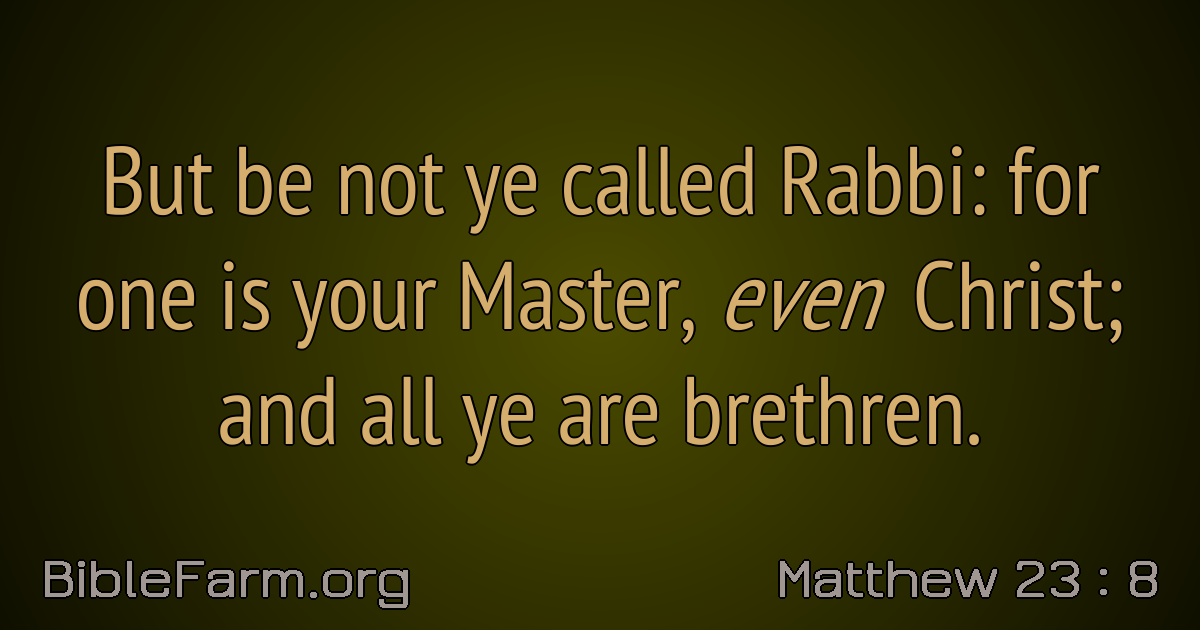 But be not ye called Rabbi: for
one is your Master, even Christ;
and all ye are brethren.
BibleFarm.org
Matthew 23 : 8